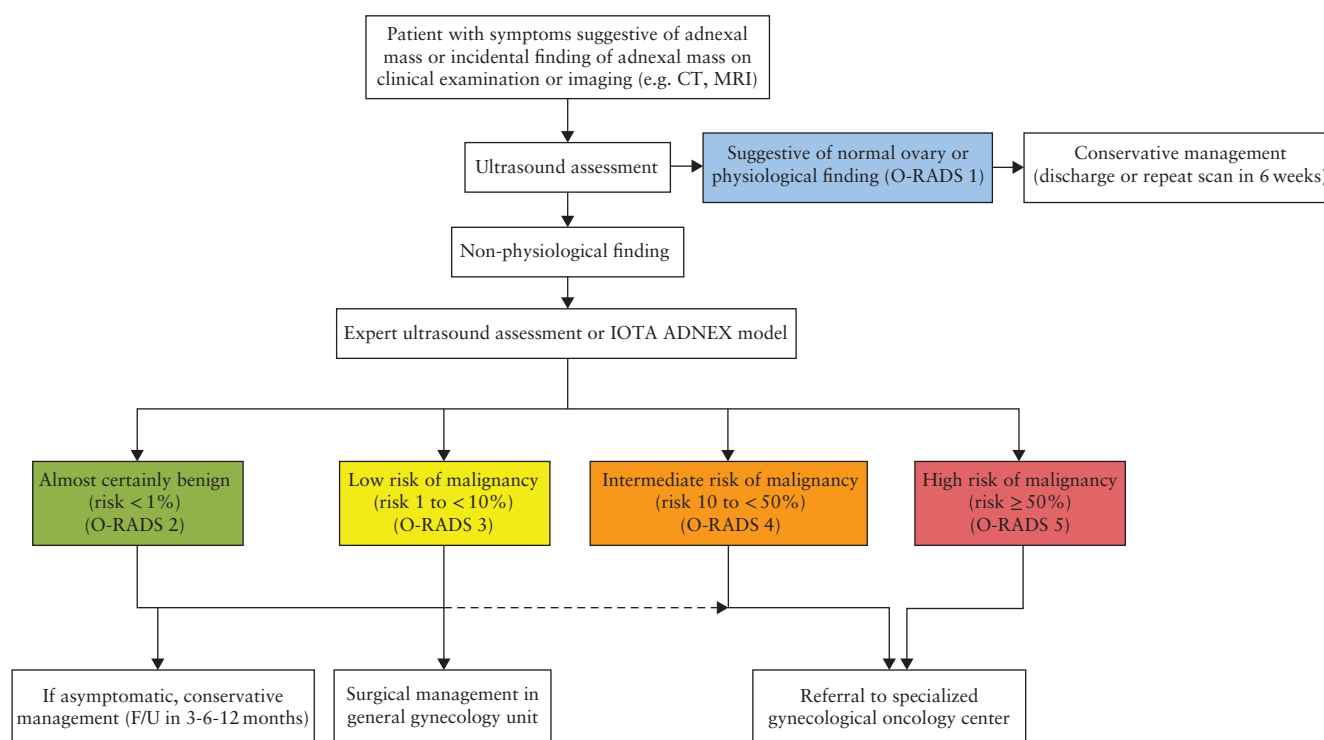 Patient with symptoms suggestive of adnexal
mass or incidental finding of adnexal mass on
clinical examination or imaging (e.g. CT, MRI)
Ultrasound assessment
Suggestive of normal ovary or
physiological finding (O-RADS 1)
Conservative management
(discharge or repeat scan in 6 weeks)
Non-physiological finding
Expert ultrasound assessment or IOTA ADNEX model
Almost certainly benign
(risk < 1%)
(O-RADS 2)
Low risk of malignancy
(risk 1 to < 10%)
(O-RADS 3)
Intermediate risk of malignancy
(risk 10 to < 50%)
(O-RADS 4)
High risk of malignancy
(risk ≥ 50%)
(O-RADS 5)
If asymptomatic, conservative
management (F/U in 3-6-12 months)
Surgical management in
general gynecology unit
Referral to specialized
gynecological oncology center